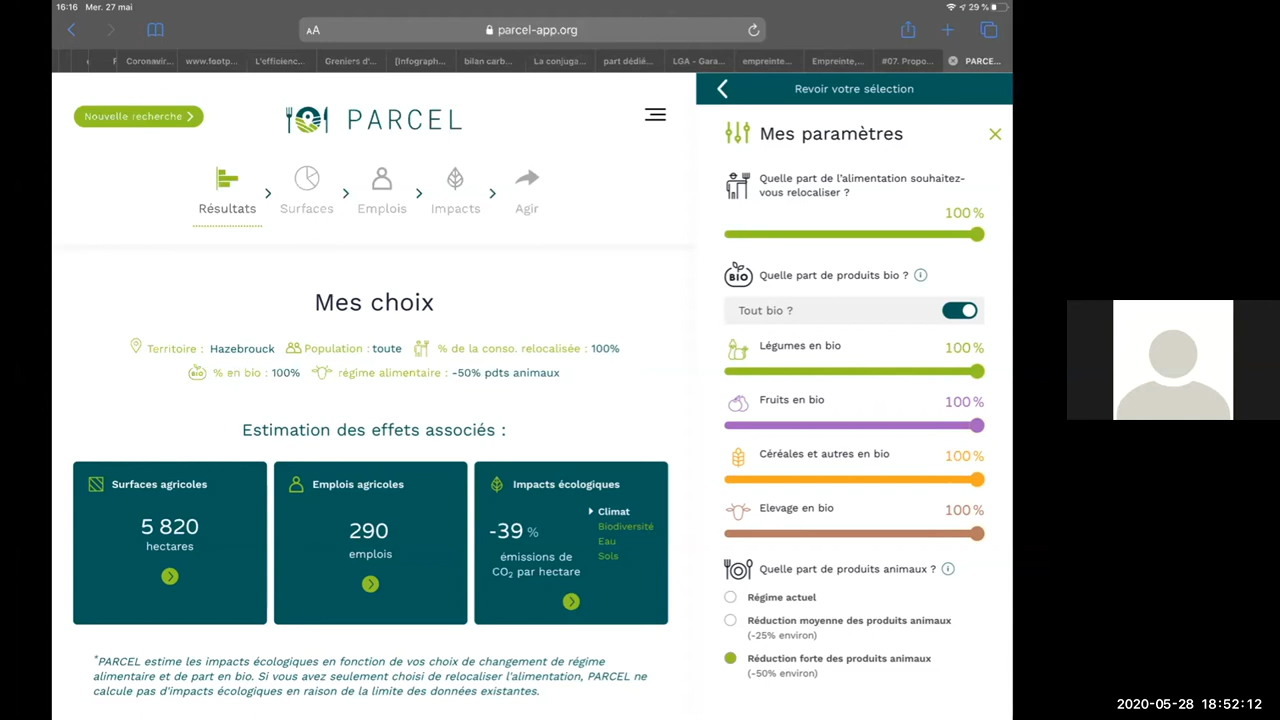 16:16 Mer. 27 mai
29 %
AA
parcel-app.org
Coronavir...
www.footp...
L'efficienc...
Greniers d'...
[Infograph...
bilan carb...
La conjuga...
part dédié...
LGA - Gara...
empreinte...
Empreinte,...
#07. Propo...
PARCE...
Nouvelle recherche
PARCEL
Résultats
Surfaces
Emplois
Impacts
Agir
Mes choix
Territoire : Hazebrouck Population : toute % de la conso. relocalisée : 100%
% en bio : 100% régime alimentaire : -50% pdts animaux
Estimation des effets associés :
Surfaces agricoles
5 820
hectares
Emplois agricoles
290
emplois
Impacts écologiques
-39 %
émissions de
CO2 par hectare
Climat
Biodiversité
Eau
Sols
*PARCEL estime les impacts écologiques en fonction de vos choix de changement de régime
alimentaire et de part en bio. Si vous avez seulement choisi de relocaliser l'alimentation, PARCEL ne
calcule pas d'impacts écologiques en raison de la limite des données existantes.
Revoir votre sélection
Mes paramètres
Quelle part de l'alimentation souhaitez-
vous relocaliser ?
100 %
BIO
Quelle part de produits bio ?
Tout bio ?
Légumes en bio 100 %
Fruits en bio 100 %
Céréales et autres en bio 100 %
Elevage en bio 100 %
Quelle part de produits animaux ?
Régime actuel
Réduction moyenne des produits animaux
(-25% environ)
Réduction forte des produits animaux
(-50% environ)
2020-05-28 18:52:12